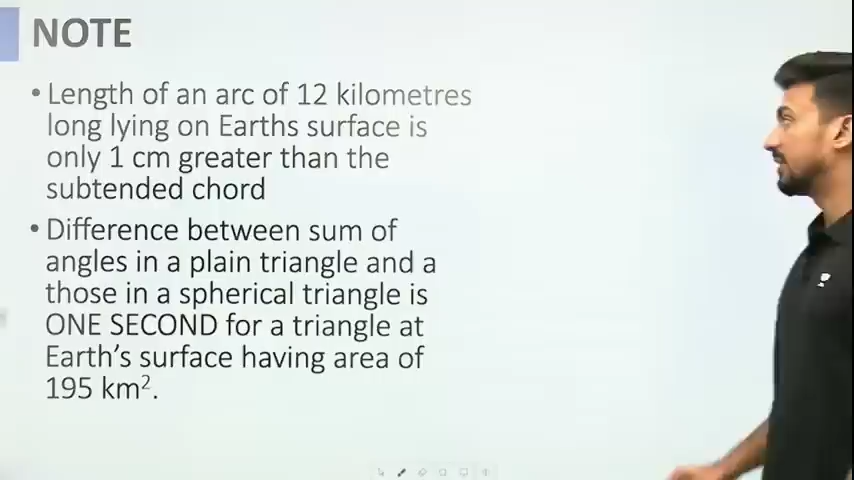 NOTE
• Length of an arc of 12 kilometres
long lying on Earths surface is
only 1 cm greater than the
subtended chord
• Difference between sum of
angles in a plain triangle and a
those in a spherical triangle is
ONE SECOND for a triangle at
Earth's surface having area of
195 km².